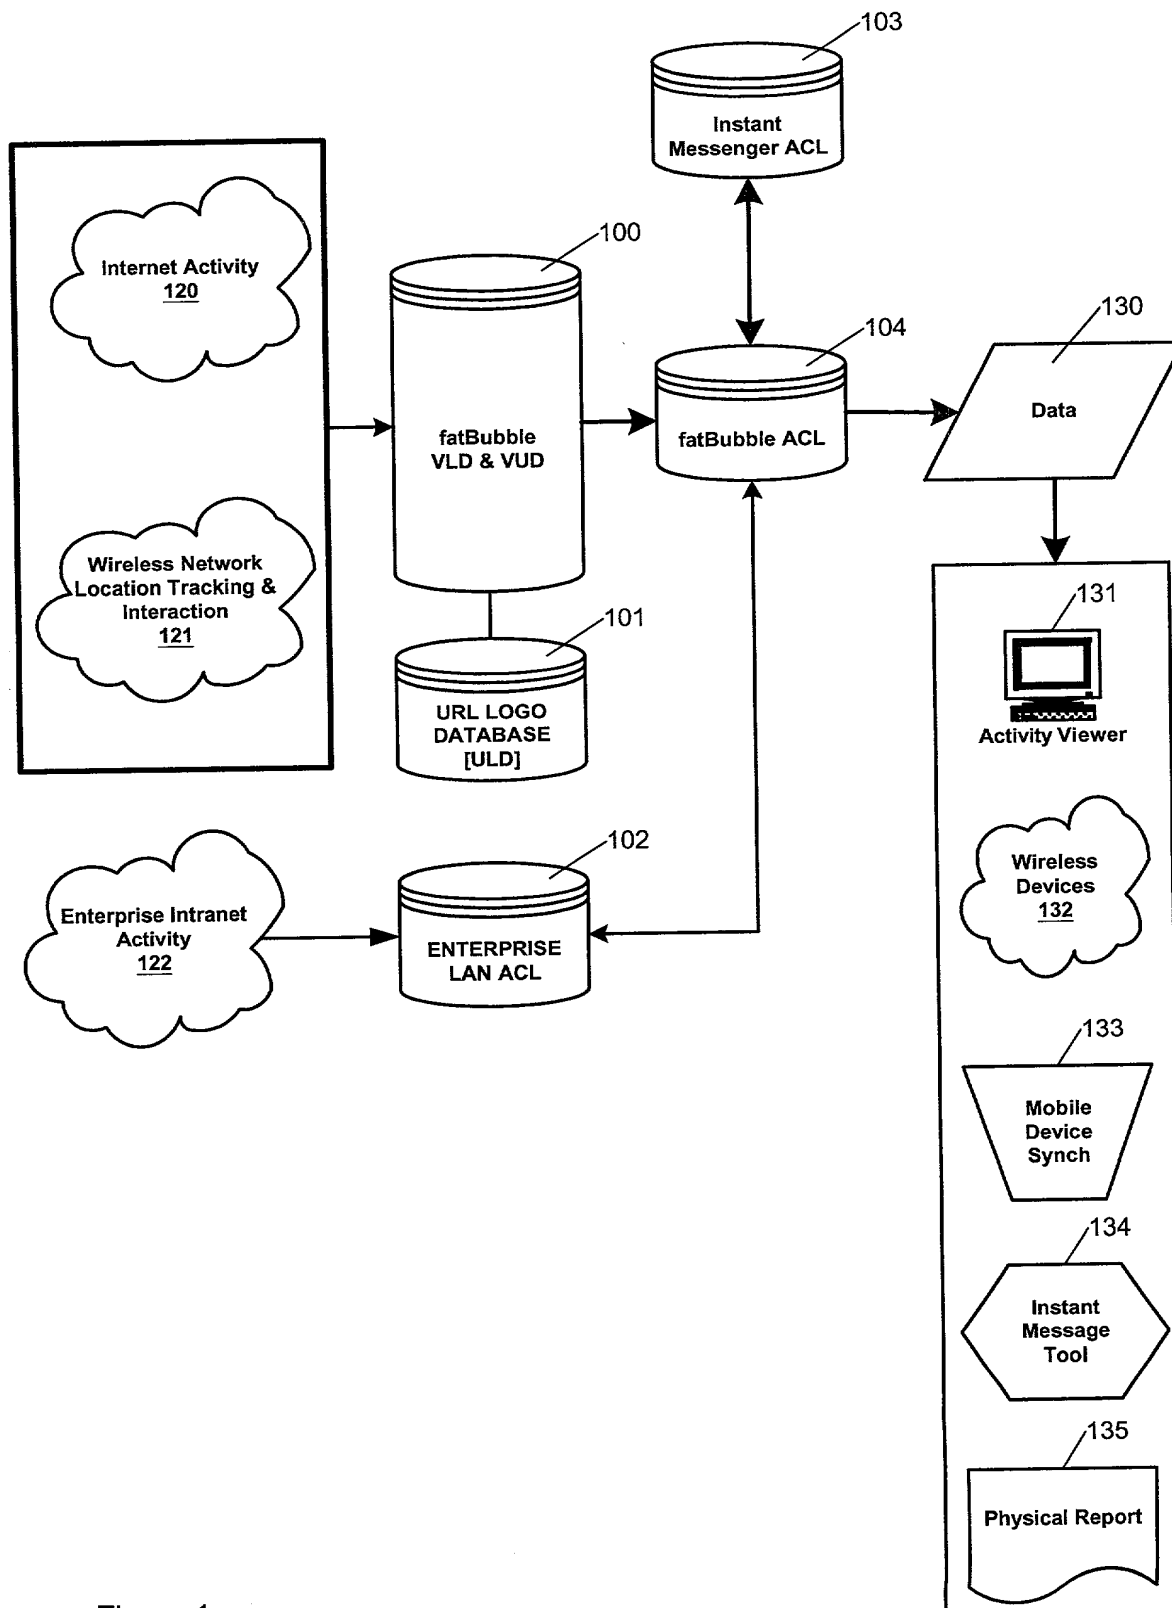 103
Instant
Messenger ACL
100
Internet Activity
120
104
130
fatBubble
VLD & VUD
fatBubble ACL
Data
Wireless Network
Location Tracking &
Interaction
121
101
131
URL LOGO
DATABASE
[ULD]
Activity Viewer
102
Enterprise Intranet
Activity
122
ENTERPRISE
LAN ACL
Wireless
Devices
132
133
Mobile
Device
Synch
134
Instant
Message
Tool
135
Physical Report